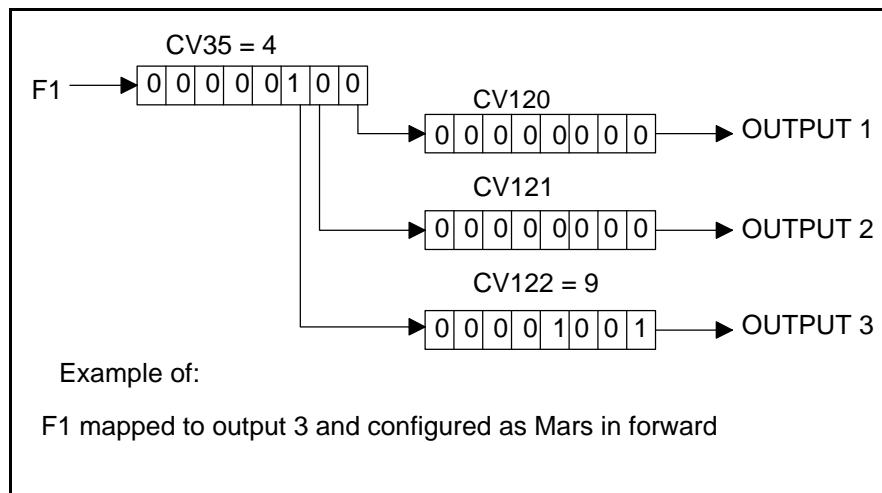 CV35 = 4
F1
0 0 0 0 0 1 0 0
CV120
0 0 0 0 0 0 0 0
OUTPUT 1
CV121
0 0 0 0 0 0 0 0
OUTPUT 2
CV122 = 9
0 0 0 0 1 0 0 1
OUTPUT 3
Example of:
F1 mapped to output 3 and configured as Mars in forward